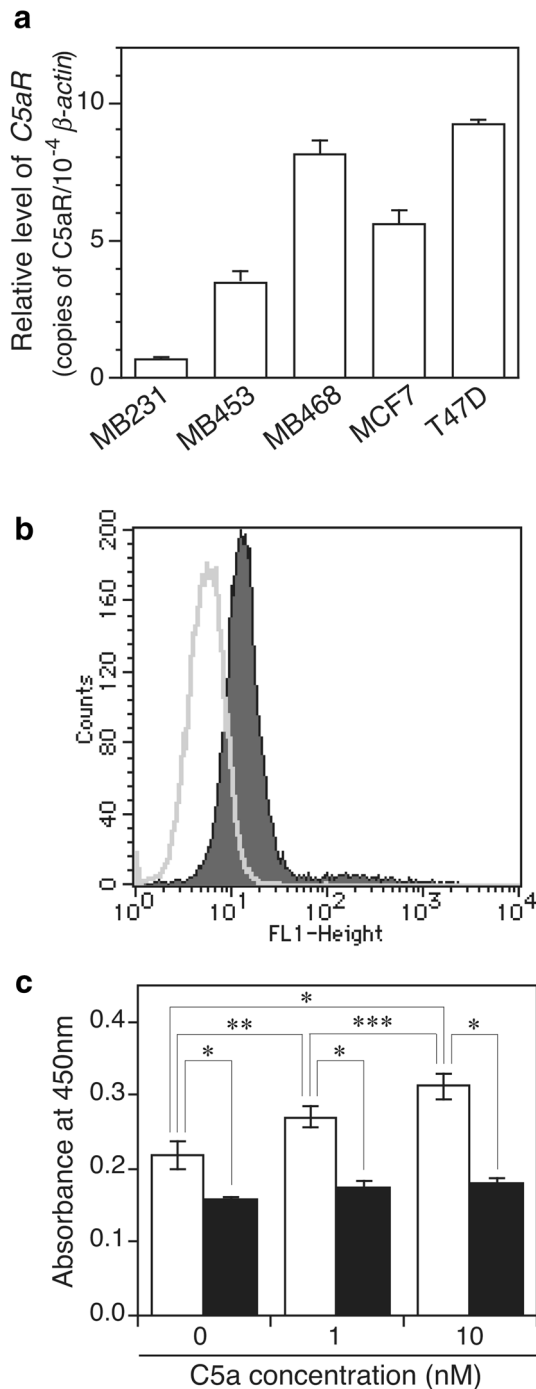 a
Relative level of C5aR
(copies of C5aR/10⁻⁴ β-actin)
10
5
0
MB231
MB453
MB468
MCF7
T47D
b
Counts
200
160
120
80
40
0
10⁰
10¹
10²
10³
10⁴
FL1-Height
c
Absorbance at 450nm
0.4
0.3
0.2
0.1
0.0
*
**
***
*
*
*
0
1
10
C5a concentration (nM)